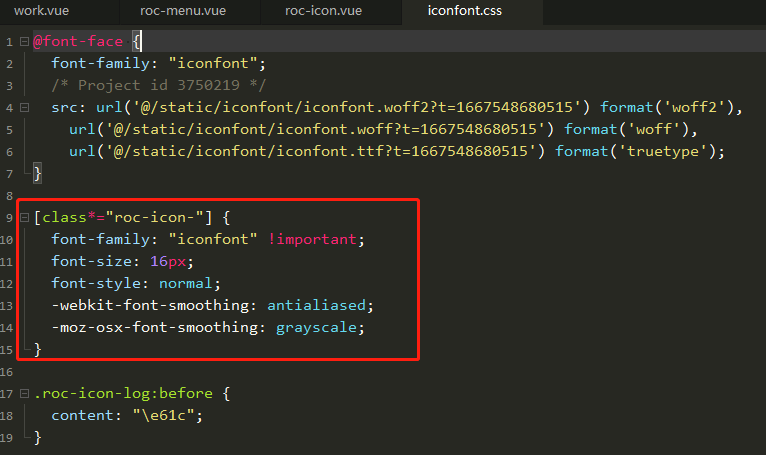 work.vue roc-menu.vue roc-icon.vue iconfont.css
1 @font-face {
2 font-family: "iconfont";
3 /* Project id 3750219 */
4 src: url('@/static/iconfont/iconfont.woff2?t=1667548680515') format('woff2'),
5 url('@/static/iconfont/iconfont.woff?t=1667548680515') format('woff'),
6 url('@/static/iconfont/iconfont.ttf?t=1667548680515') format('truetype');
7 }
8
9 [class*="roc-icon-"] {
10 font-family: "iconfont" !important;
11 font-size: 16px;
12 font-style: normal;
13 -webkit-font-smoothing: antialiased;
14 -moz-osx-font-smoothing: grayscale;
15 }
16
17 .roc-icon-log:before {
18 content: "\e61c";
19 }